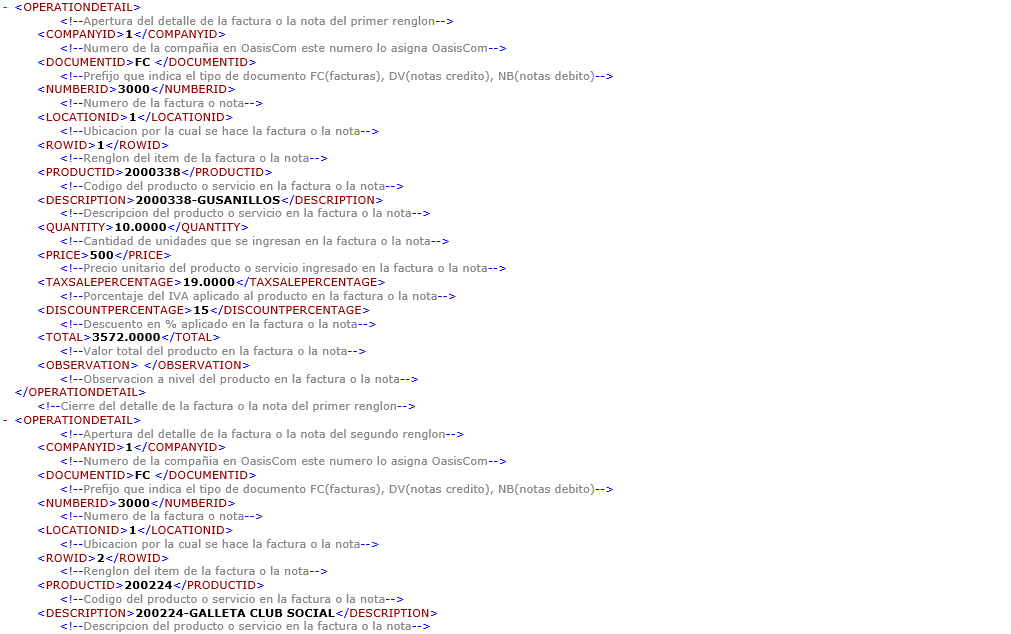 - <OPERATIONDETAIL>
<!--Apertura del detalle de la factura o la nota del primer renglon-->
<COMPANYID>1</COMPANYID>
<!--Numero de la compañia en OasisCom este numero lo asigna OasisCom-->
<DOCUMENTID>FC </DOCUMENTID>
<!--Prefijo que indica el tipo de documento FC(facturas), DV(notas credito), NB(notas debito)-->
<NUMBERID>3000</NUMBERID>
<!--Numero de la factura o nota-->
<LOCATIONID>1</LOCATIONID>
<!--Ubicacion por la cual se hace la factura o la nota-->
<ROWID>1</ROWID>
<!--Renglon del item de la factura o la nota-->
<PRODUCTID>2000338</PRODUCTID>
<!--Codigo del producto o servicio en la factura o la nota-->
<DESCRIPTION>2000338-GUSANILLOS</DESCRIPTION>
<!--Descripcion del producto o servicio en la factura o la nota-->
<QUANTITY>10.0000</QUANTITY>
<!--Cantidad de unidades que se ingresan en la factura o la nota-->
<PRICE>500</PRICE>
<!--Precio unitario del producto o servicio ingresado en la factura o la nota-->
<TAXSALEPERCENTAGE>19.0000</TAXSALEPERCENTAGE>
<!--Porcentaje del IVA aplicado al producto en la factura o la nota-->
<DISCOUNTPERCENTAGE>15</DISCOUNTPERCENTAGE>
<!--Descuento en % aplicado en la factura o la nota-->
<TOTAL>3572.0000</TOTAL>
<!--Valor total del producto en la factura o la nota-->
<OBSERVATION> </OBSERVATION>
<!--Observacion a nivel del producto en la factura o la nota-->
</OPERATIONDETAIL>
<!--Cierre del detalle de la factura o la nota del primer renglon-->
- <OPERATIONDETAIL>
<!--Apertura del detalle de la factura o la nota del segundo renglon-->
<COMPANYID>1</COMPANYID>
<!--Numero de la compañia en OasisCom este numero lo asigna OasisCom-->
<DOCUMENTID>FC </DOCUMENTID>
<!--Prefijo que indica el tipo de documento FC(facturas), DV(notas credito), NB(notas debito)-->
<NUMBERID>3000</NUMBERID>
<!--Numero de la factura o nota-->
<LOCATIONID>1</LOCATIONID>
<!--Ubicacion por la cual se hace la factura o la nota-->
<ROWID>2</ROWID>
<!--Renglon del item de la factura o la nota-->
<PRODUCTID>200224</PRODUCTID>
<!--Codigo del producto o servicio en la factura o la nota-->
<DESCRIPTION>200224-GALLETA CLUB SOCIAL</DESCRIPTION>
<!--Descripcion del producto o servicio en la factura o la nota-->